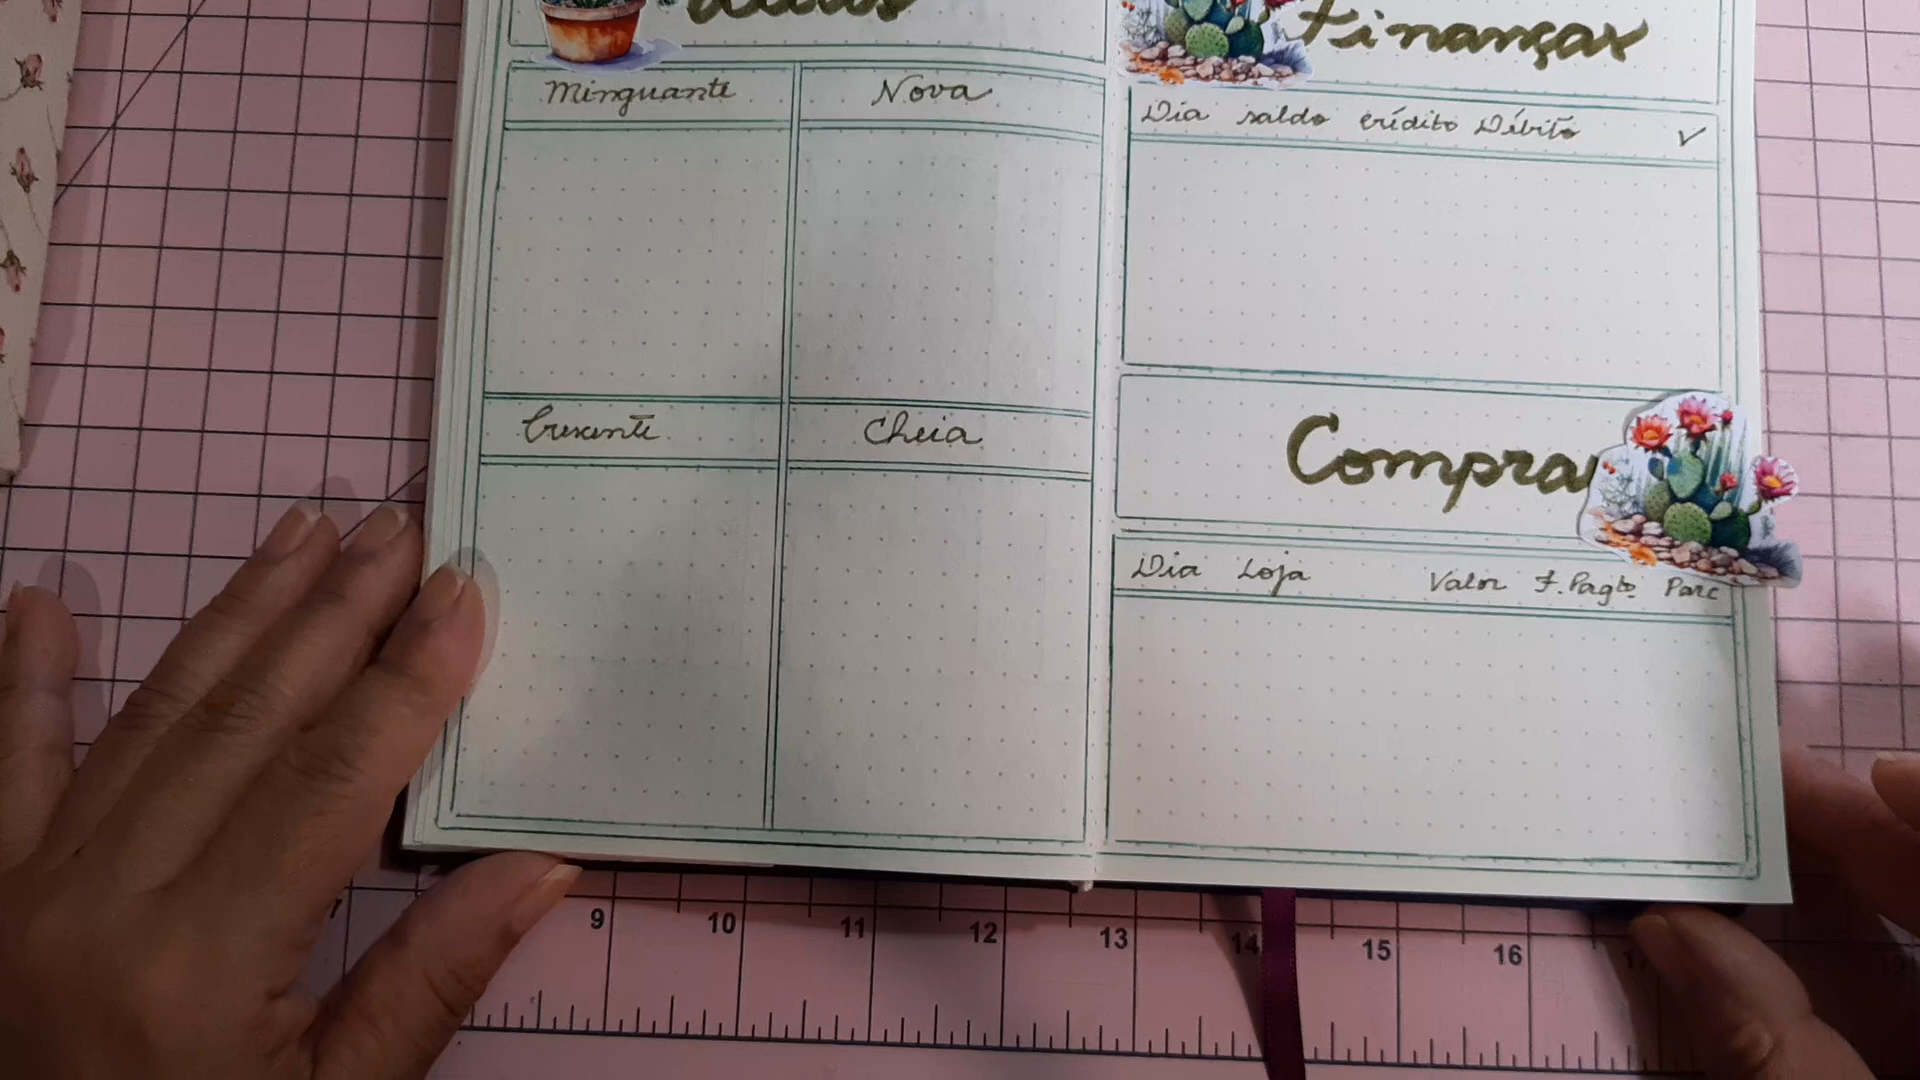 Minguante Nova
Crescente Cheia
Finanças
Dia saldo crédito Débito ✓
Compras
Dia Loja Valor F. Pagto. Parc
9 10 11 12 13 14 15 16